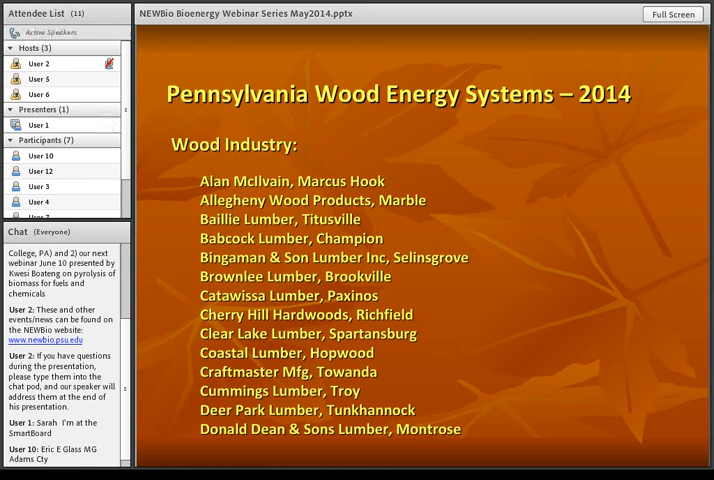 Attendee List (11)
Active Speakers
Hosts (3)
User 2
User 5
User 6
Presenters (1)
User 1
Participants (7)
User 10
User 12
User 3
User 4
Chat (Everyone)
College, PA) and 2) our next
webinar June 10 presented by
Kwesi Boateng on pyrolysis of
biomass for fuels and
chemicals
User 2: These and other
events/news can be found on
the NEWBio website:
www.newbio.psu.edu
User 2: If you have questions
during the presentation,
please type them into the
chat pod, and our speaker will
address them at the end of
his presentation.
User 1: Sarah I'm at the
SmartBoard
User 10: Eric E Glass MG
Adams Cty
NEWBio Bioenergy Webinar Series May2014.pptx
Full Screen
Pennsylvania Wood Energy Systems – 2014
Wood Industry:
Alan McIlvain, Marcus Hook
Allegheny Wood Products, Marble
Baillie Lumber, Titusville
Babcock Lumber, Champion
Bingaman & Son Lumber Inc, Selinsgrove
Brownlee Lumber, Brookville
Catawissa Lumber, Paxinos
Cherry Hill Hardwoods, Richfield
Clear Lake Lumber, Spartansburg
Coastal Lumber, Hopwood
Craftmaster Mfg, Towanda
Cummings Lumber, Troy
Deer Park Lumber, Tunkhannock
Donald Dean & Sons Lumber, Montrose